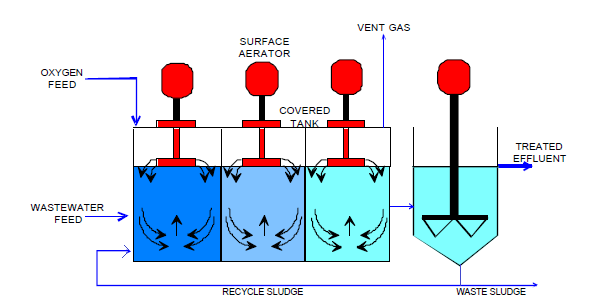 VENT GAS
SURFACE
AERATOR
OXYGEN
FEED
COVERED
TANK
TREATED
EFFLUENT
WASTEWATER
FEED
RECYCLE SLUDGE
WASTE SLUDGE